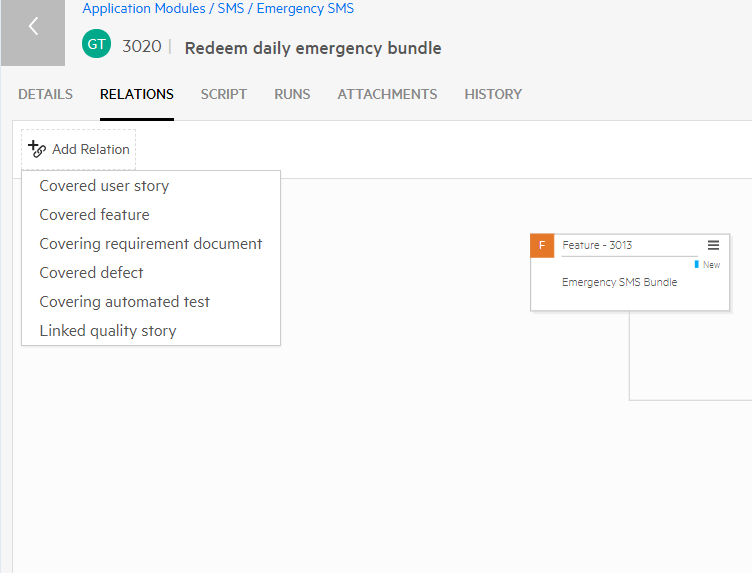 Application Modules / SMS / Emergency SMS
GT 3020 | Redeem daily emergency bundle
DETAILS RELATIONS SCRIPT RUNS ATTACHMENTS HISTORY
Add Relation
Covered user story
Covered feature
Covering requirement document
Covered defect
Covering automated test
Linked quality story
F Feature - 3013
New
Emergency SMS Bundle